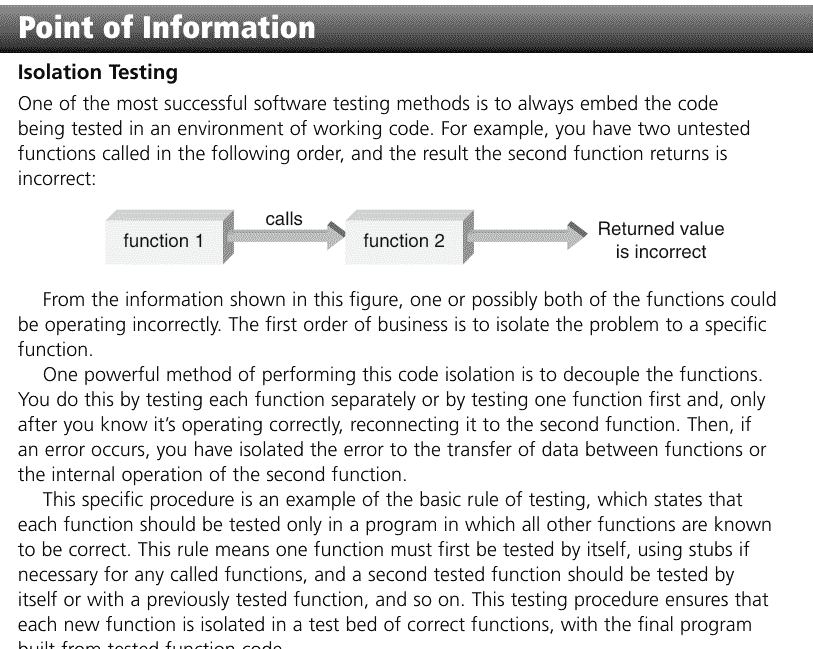 Point of Information
Isolation Testing
One of the most successful software testing methods is to always embed the code
being tested in an environment of working code. For example, you have two untested
functions called in the following order, and the result the second function returns is
incorrect:
function 1
calls
function 2
Returned value
is incorrect
From the information shown in this figure, one or possibly both of the functions could
be operating incorrectly. The first order of business is to isolate the problem to a specific
function.
One powerful method of performing this code isolation is to decouple the functions.
You do this by testing each function separately or by testing one function first and, only
after you know it's operating correctly, reconnecting it to the second function. Then, if
an error occurs, you have isolated the error to the transfer of data between functions or
the internal operation of the second function.
This specific procedure is an example of the basic rule of testing, which states that
each function should be tested only in a program in which all other functions are known
to be correct. This rule means one function must first be tested by itself, using stubs if
necessary for any called functions, and a second tested function should be tested by
itself or with a previously tested function, and so on. This testing procedure ensures that
each new function is isolated in a test bed of correct functions, with the final program
built from tested function code.